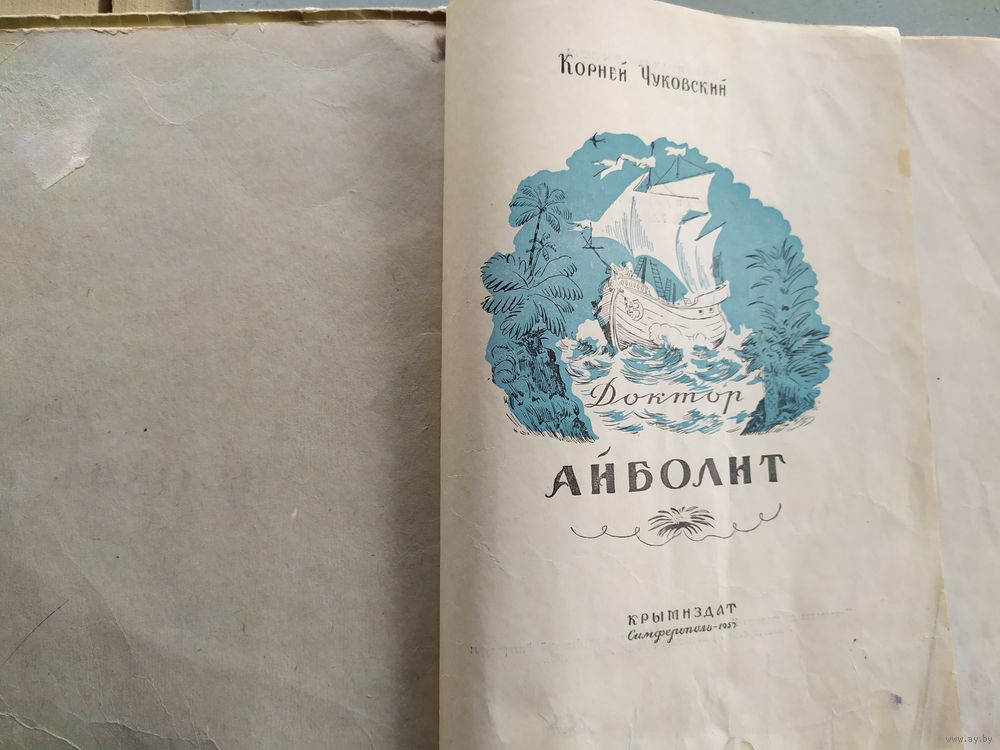 Корней Чуковский
Доктор
АЙБОЛИТ
КРЫМИЗДАТ
Симферополь-1957
www.ay.by